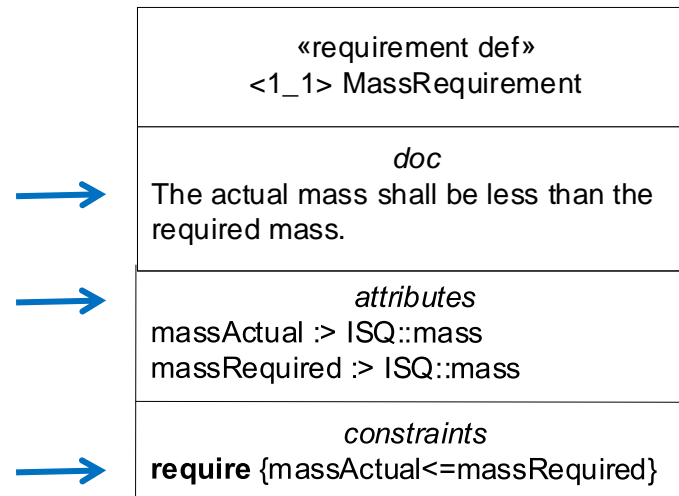 «requirement def»
<1_1> MassRequirement
doc
The actual mass shall be less than the
required mass.
attributes
massActual :> ISQ::mass
massRequired :> ISQ::mass
constraints
require {massActual<=massRequired}